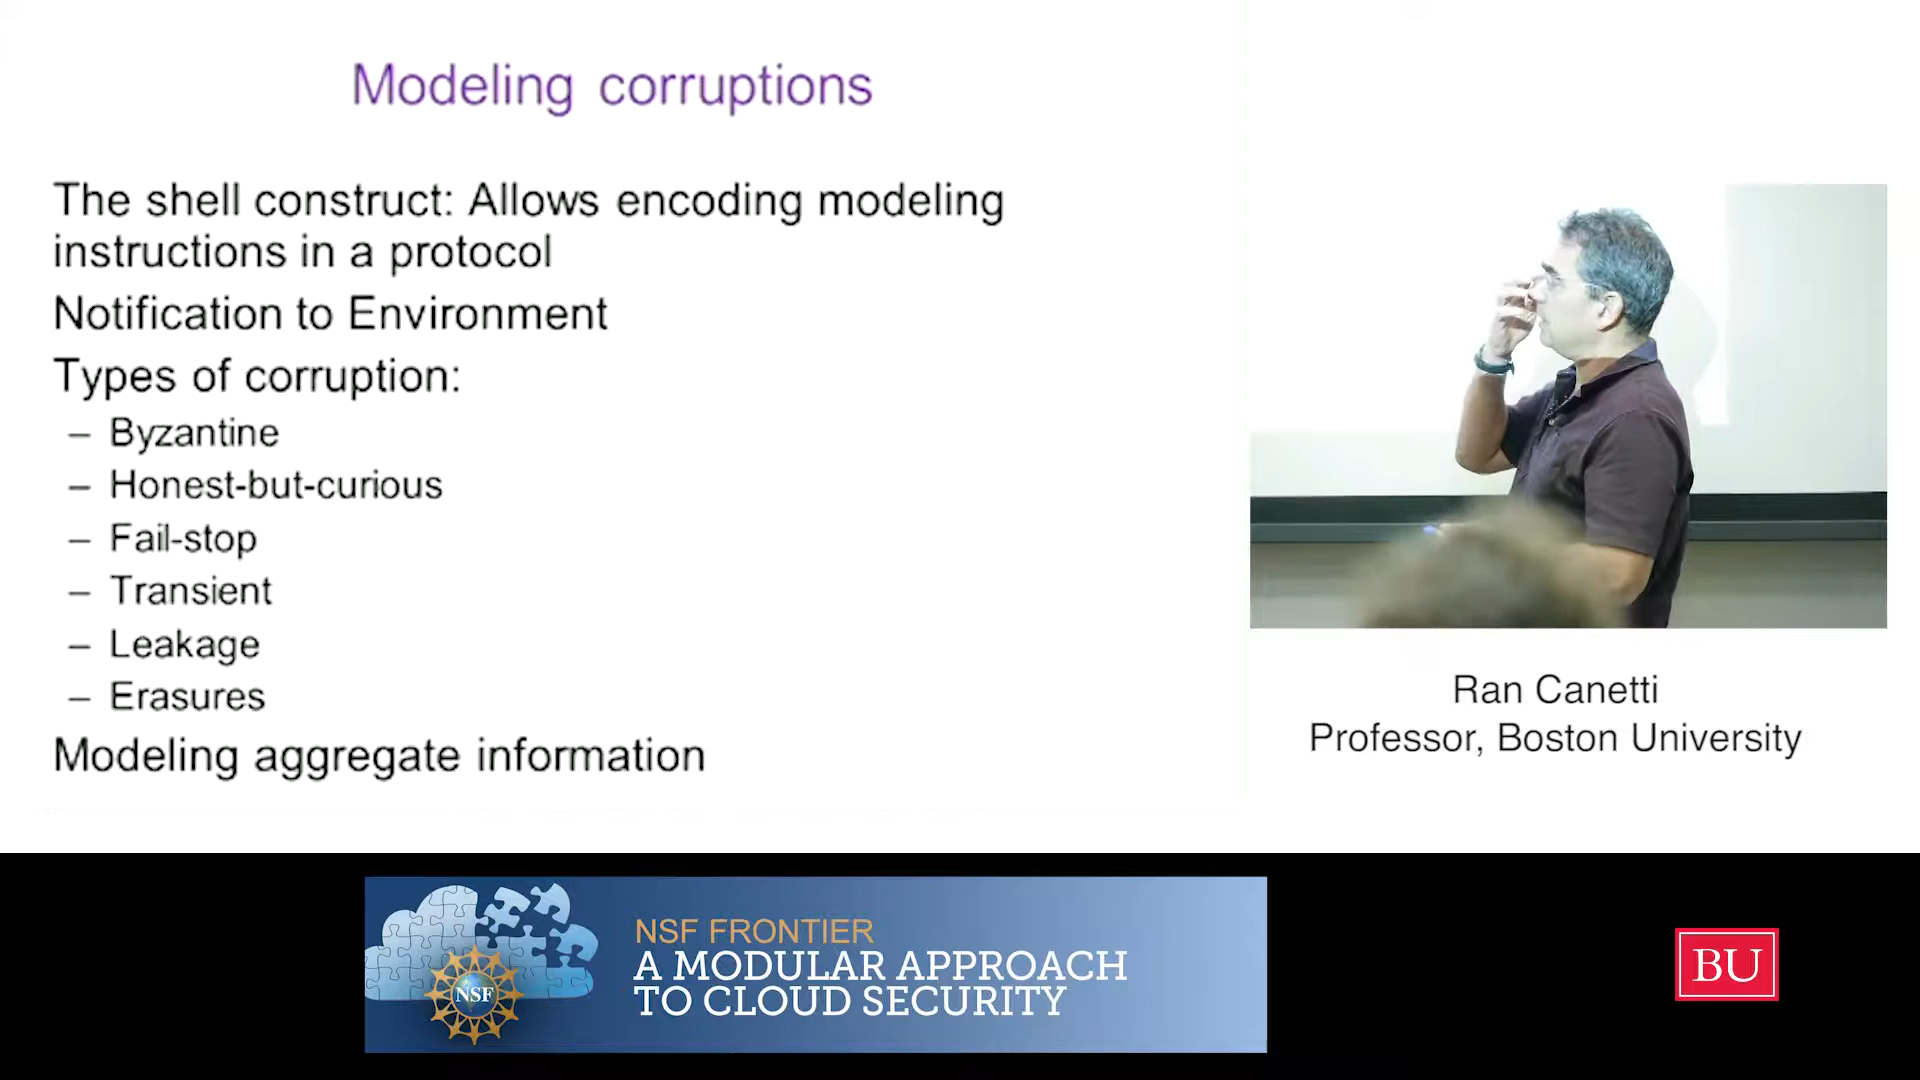 Modeling corruptions
The shell construct: Allows encoding modeling
instructions in a protocol
Notification to Environment
Types of corruption:
– Byzantine
– Honest-but-curious
– Fail-stop
– Transient
– Leakage
– Erasures
Modeling aggregate information
Ran Canetti
Professor, Boston University
NSF
NSF FRONTIER
A MODULAR APPROACH
TO CLOUD SECURITY
BU